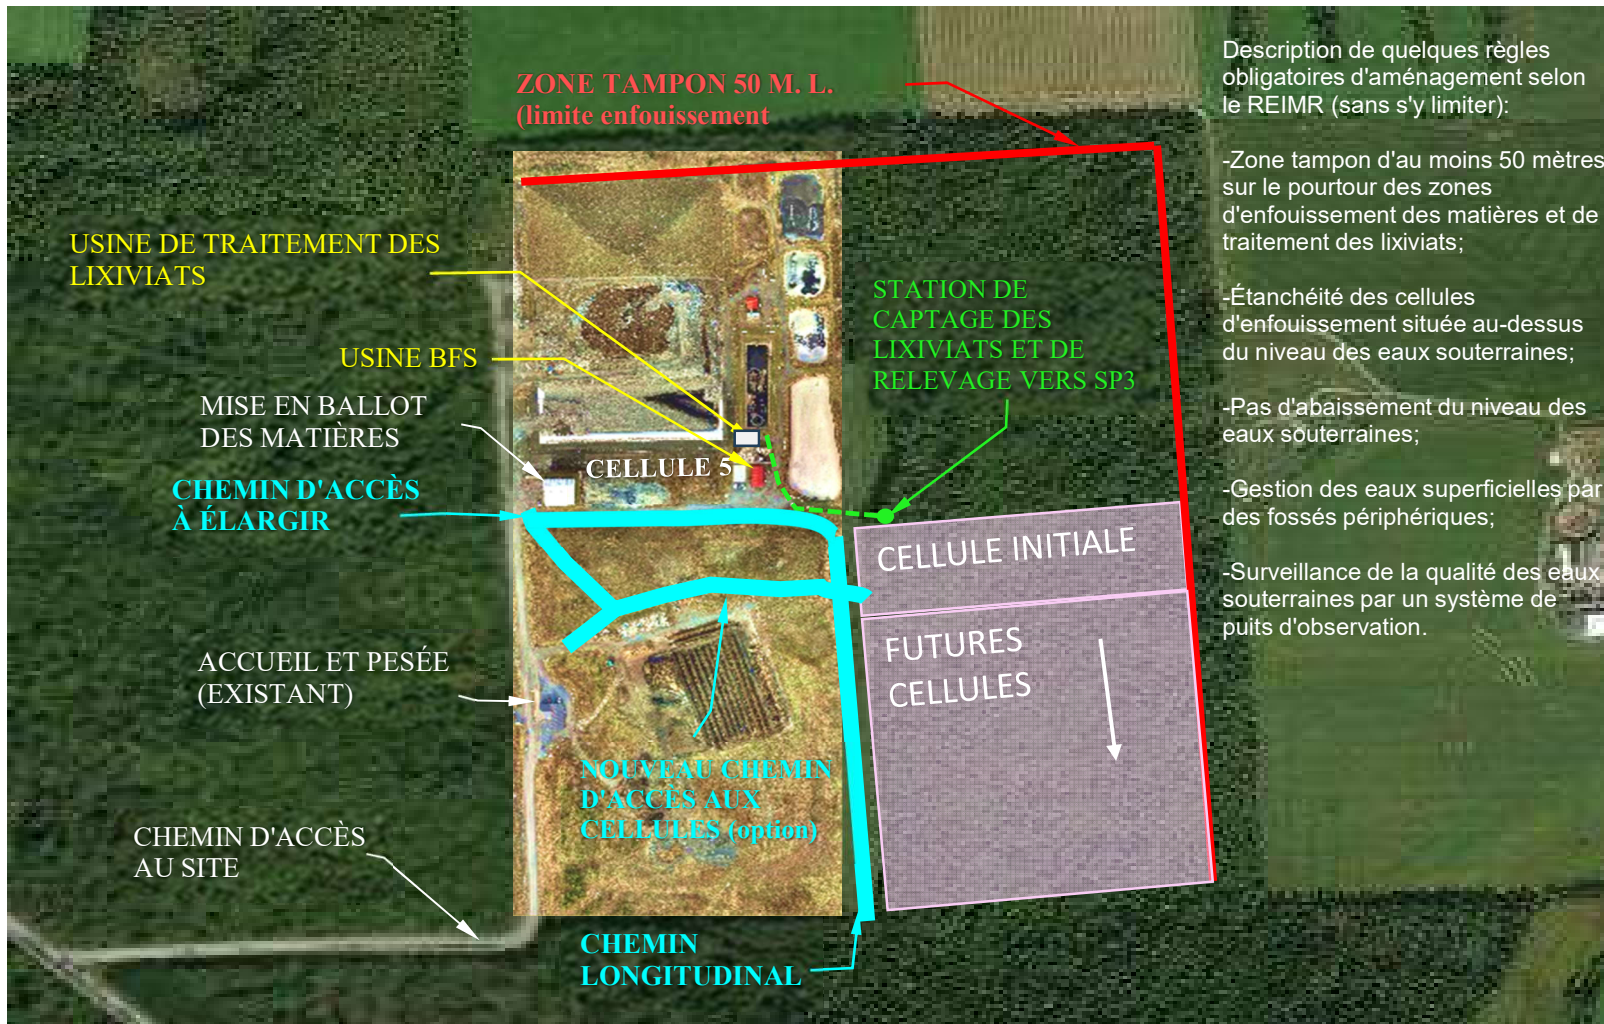 ZONE TAMPON 50 M. L.
(limite enfouissement
USINE DE TRAITEMENT DES
LIXIVIATS
USINE BFS
MISE EN BALLOT
DES MATIÈRES
CELLULE 5
CHEMIN D'ACCÈS
À ÉLARGIR
STATION DE
CAPTAGE DES
LIXIVIATS ET DE
RELEVAGE VERS SP3
CELLULE INITIALE
FUTURES
CELLULES
ACCUEIL ET PESÉE
(EXISTANT)
NOUVEAU CHEMIN
D'ACCÈS AUX
CELLULES (option)
CHEMIN D'ACCÈS
AU SITE
CHEMIN
LONGITUDINAL
Description de quelques règles
obligatoires d'aménagement selon
le REIMR (sans s'y limiter):
-Zone tampon d'au moins 50 mètres
sur le pourtour des zones
d'enfouissement des matières et de
traitement des lixiviats;
-Étanchéité des cellules
d'enfouissement située au-dessus
du niveau des eaux souterraines;
-Pas d'abaissement du niveau des
eaux souterraines;
-Gestion des eaux superficielles par
des fossés périphériques;
-Surveillance de la qualité des eaux
souterraines par un système de
puits d'observation.